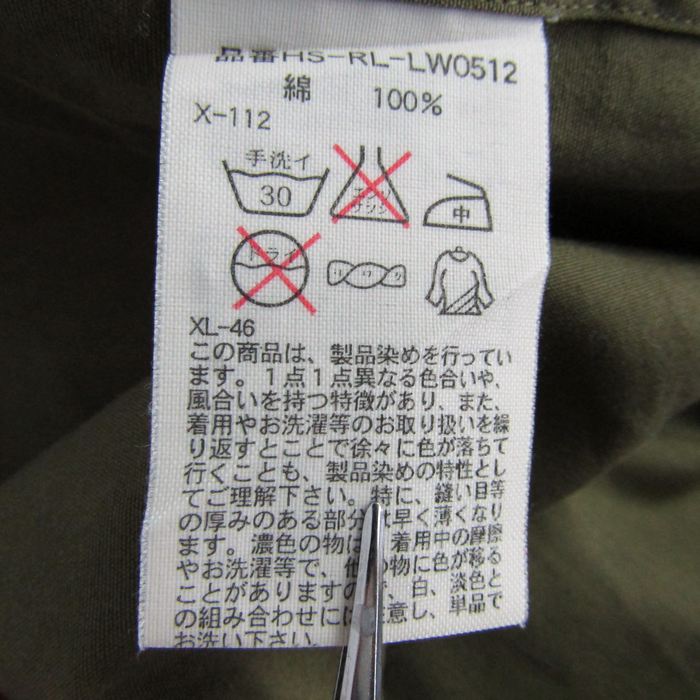 品番HS-RL-LW0512
綿 100%
X-112
手洗イ
30
エンソ
サラシ
中
ドライ
XL-46
この商品は、製品染めを行ってい
ます。1点1点異なる色合いや、
風合いを持つ特徴があり、また、
着用やお洗濯等のお取り扱いを繰
り返すとことで徐々に色が落ちて
行くことも、製品染めの特性とし
てご理解下さい。特に、縫い目等
の厚みのある部分は早く薄くなり
ます。濃色の物は 着用中の摩擦
やお洗濯等で、他の物に色が移る
ことがありますの 、白、淡色と
の組み合わせには注意し、単品で
お洗い下さい。